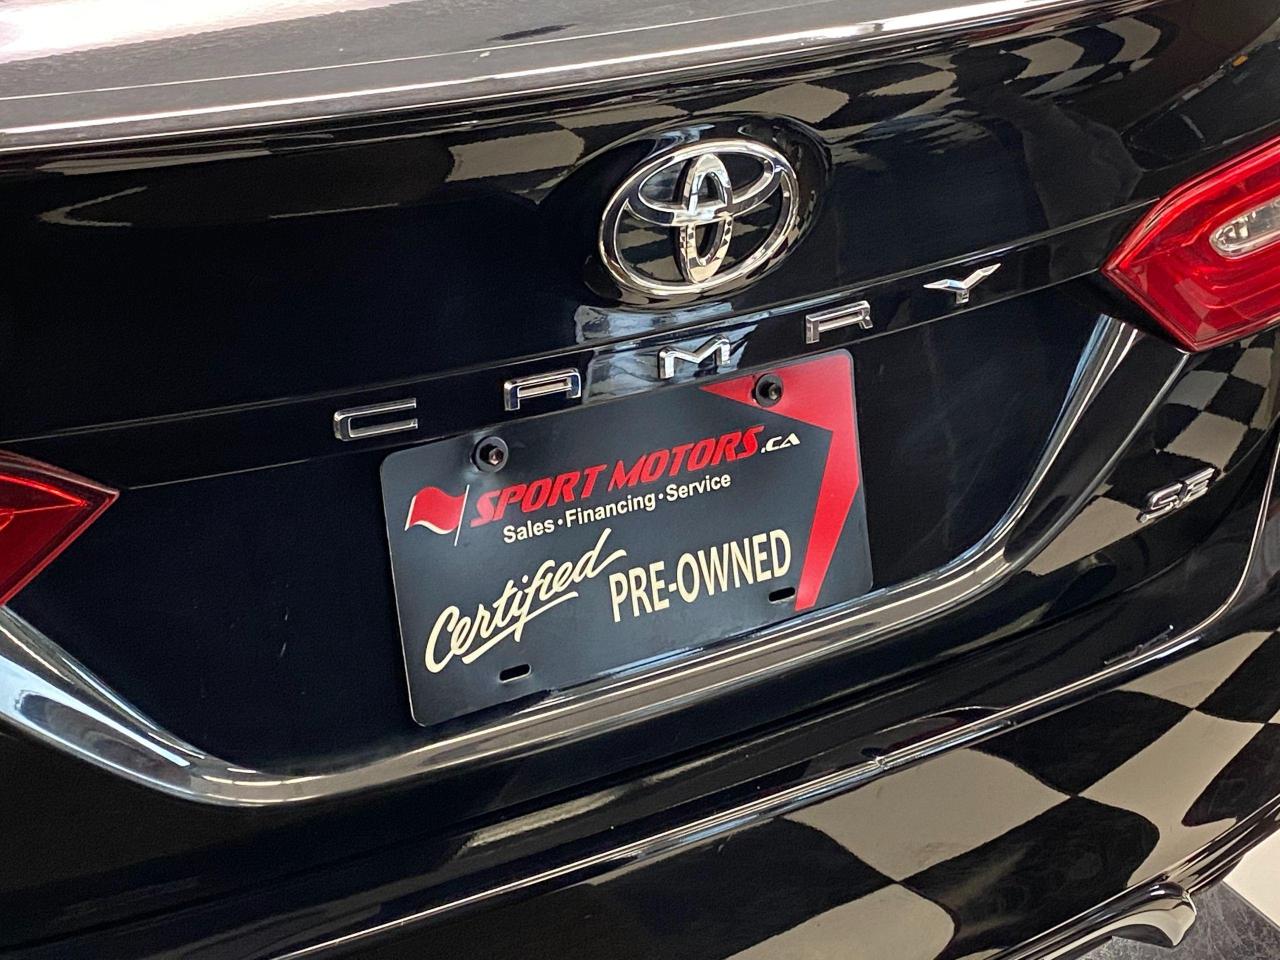 CAMRY
SPORT MOTORS.CA
Sales · Financing · Service
Certified PRE-OWNED
SE